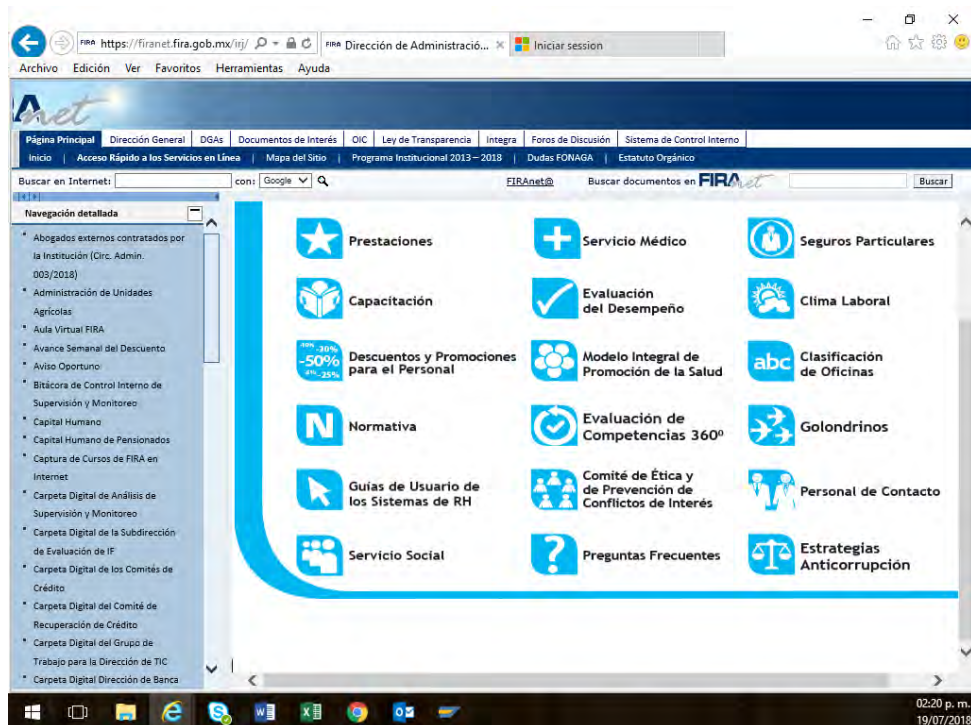 FIRA https://firanet.fira.gob.mx/irj/
FIRA Dirección de Administració...
Iniciar session
Archivo Edición Ver Favoritos Herramientas Ayuda
net
Página Principal Dirección General DGAs Documentos de Interés OIC Ley de Transparencia Integra Foros de Discusión Sistema de Control Interno
Inicio | Acceso Rápido a los Servicios en Línea | Mapa del Sitio | Programa Institucional 2013 – 2018 | Dudas FONAGA | Estatuto Orgánico
Buscar en Internet: con: Google FIRAnet@ Buscar documentos en FIRAnet Buscar
Navegación detallada
Abogados externos contratados por
la Institución (Circ. Admin.
003/2018)
Administración de Unidades
Agrícolas
Aula Virtual FIRA
Avance Semanal del Descuento
Aviso Oportuno
Bitácora de Control Interno de
Supervisión y Monitoreo
Capital Humano
Capital Humano de Pensionados
Captura de Cursos de FIRA en
Internet
Carpeta Digital de Análisis de
Supervisión y Monitoreo
Carpeta Digital de la Subdirección
de Evaluación de IF
Carpeta Digital de los Comités de
Crédito
Carpeta Digital del Comité de
Recuperación de Crédito
Carpeta Digital del Grupo de
Trabajo para la Dirección de TIC
Carpeta Digital Dirección de Banca
Prestaciones
Servicio Médico
Seguros Particulares
Capacitación
Evaluación
del Desempeño
Clima Laboral
-50%
-25%
Descuentos y Promociones
para el Personal
Modelo Integral de
Promoción de la Salud
abc
Clasificación
de Oficinas
N
Normativa
Evaluación de
Competencias 360º
Golondrinos
Guías de Usuario de
los Sistemas de RH
Comité de Ética y
de Prevención de
Conflictos de Interés
Personal de Contacto
Servicio Social
?
Preguntas Frecuentes
Estrategias
Anticorrupción
02:20 p. m.